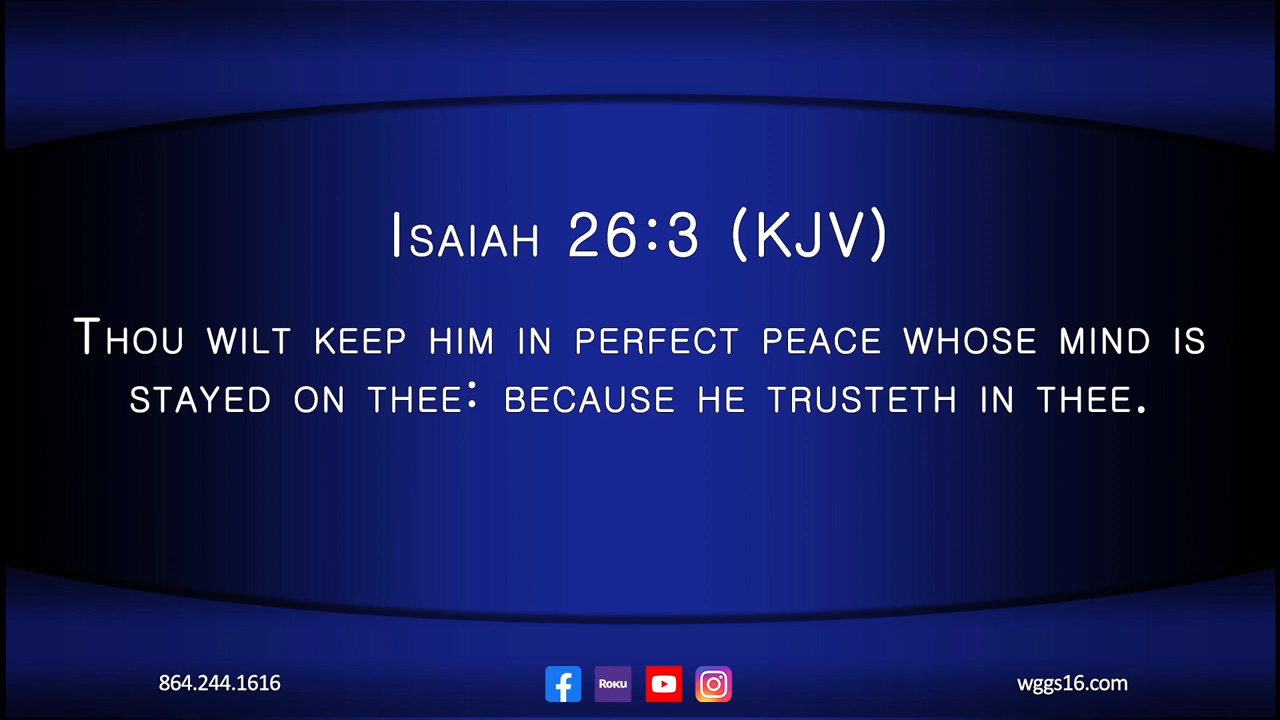 Isaiah 26:3 (KJV)
Thou wilt keep him in perfect peace whose mind is
stayed on thee: because he trusteth in thee.
864.244.1616
Roku
wggs16.com